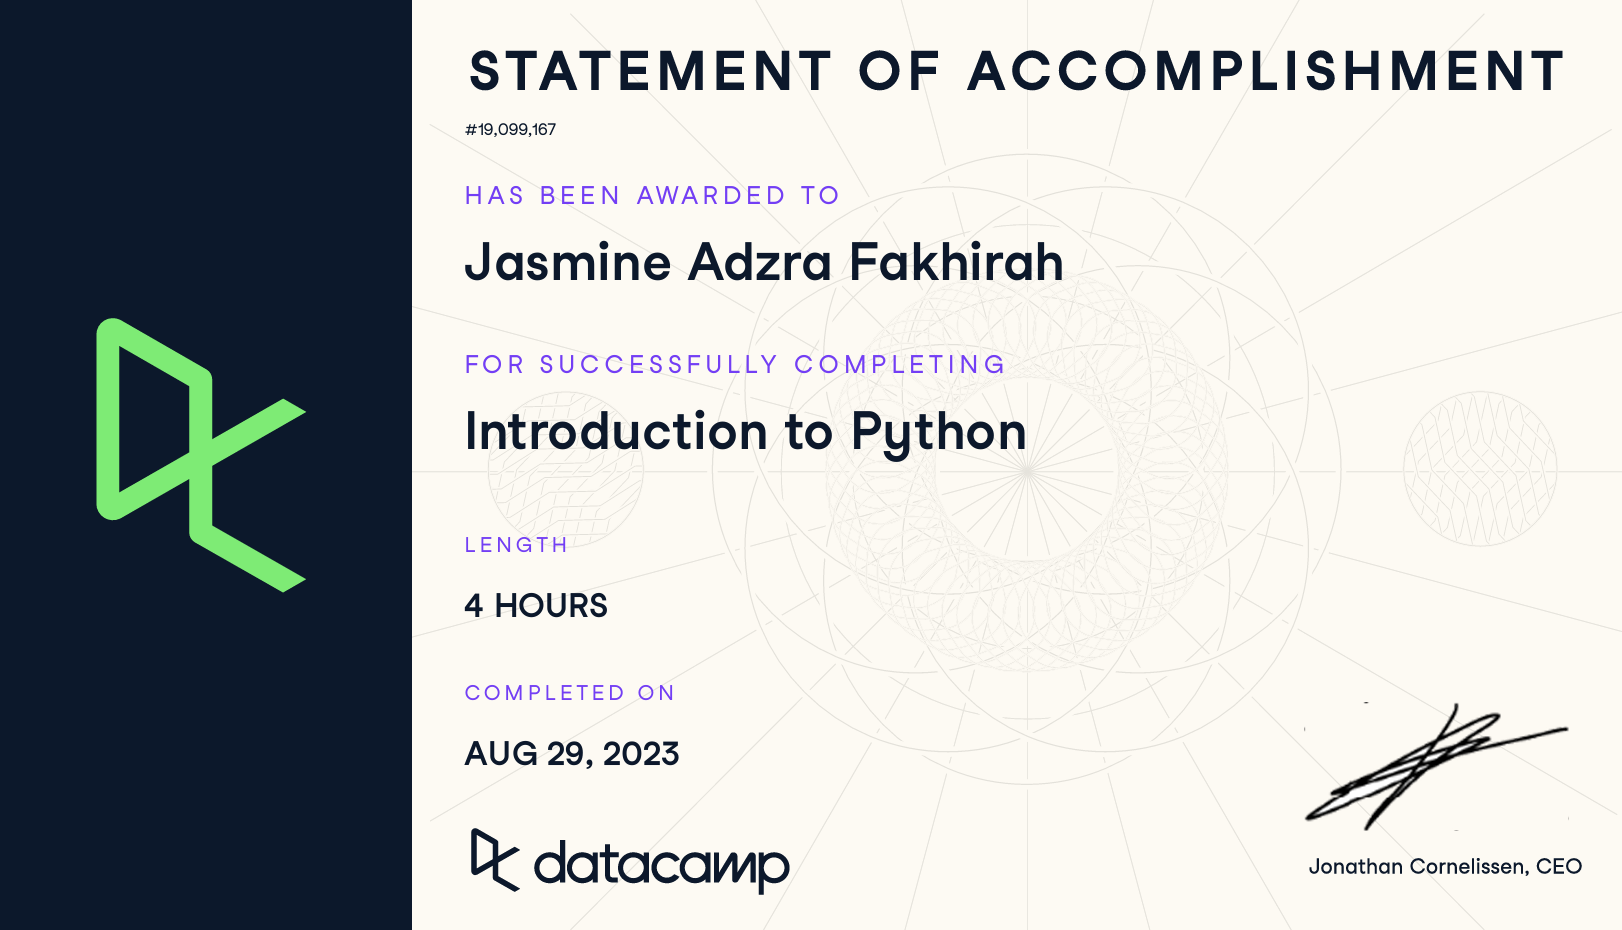 STATEMENT OF ACCOMPLISHMENT
#19,099,167
HAS BEEN AWARDED TO
Jasmine Adzra Fakhirah
FOR SUCCESSFULLY COMPLETING
Introduction to Python
LENGTH
4 HOURS
COMPLETED ON
AUG 29, 2023
datacamp
Jonathan Cornelissen, CEO